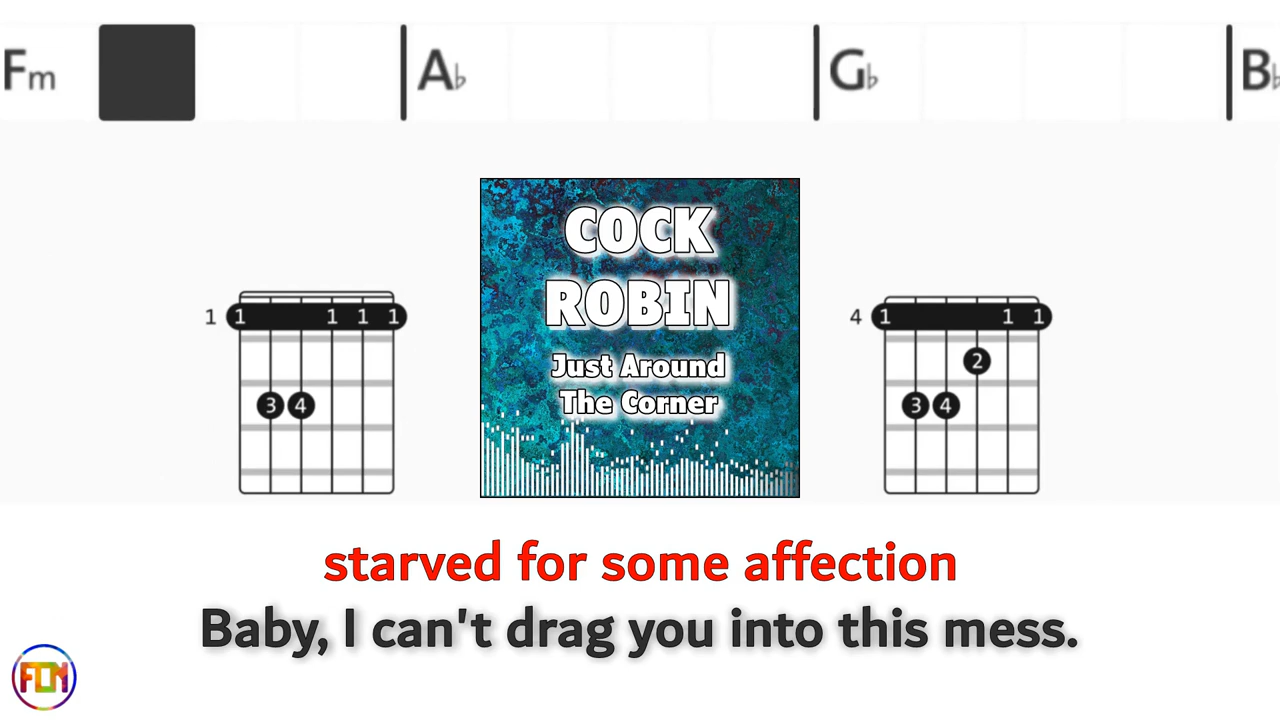 Fm A♭ G♭ B♭
COCK
ROBIN
Just Around
The Corner
1 1 1 1 1
3 4
4 1 1 1
2
3 4
starved for some affection
Baby, I can't drag you into this mess.
FCM